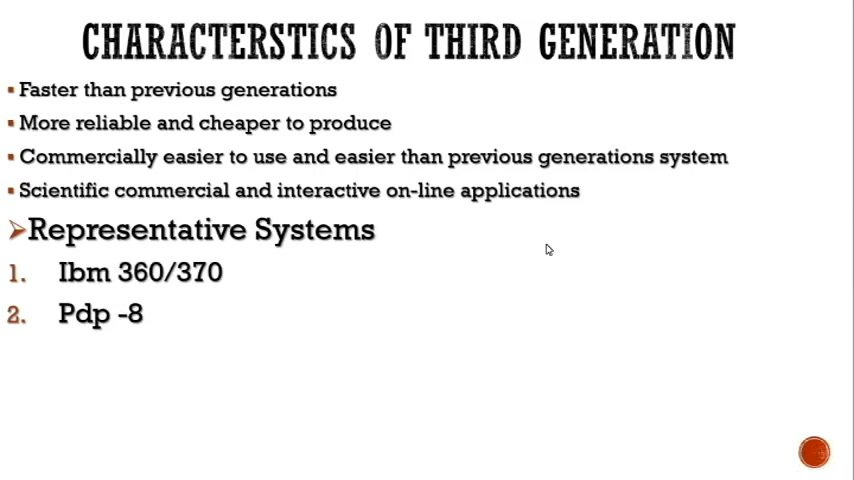 CHARACTERSTICS OF THIRD GENERATION
▪ Faster than previous generations
▪ More reliable and cheaper to produce
▪ Commercially easier to use and easier than previous generations system
▪ Scientific commercial and interactive on-line applications
➢ Representative Systems
1. Ibm 360/370
2. Pdp -8